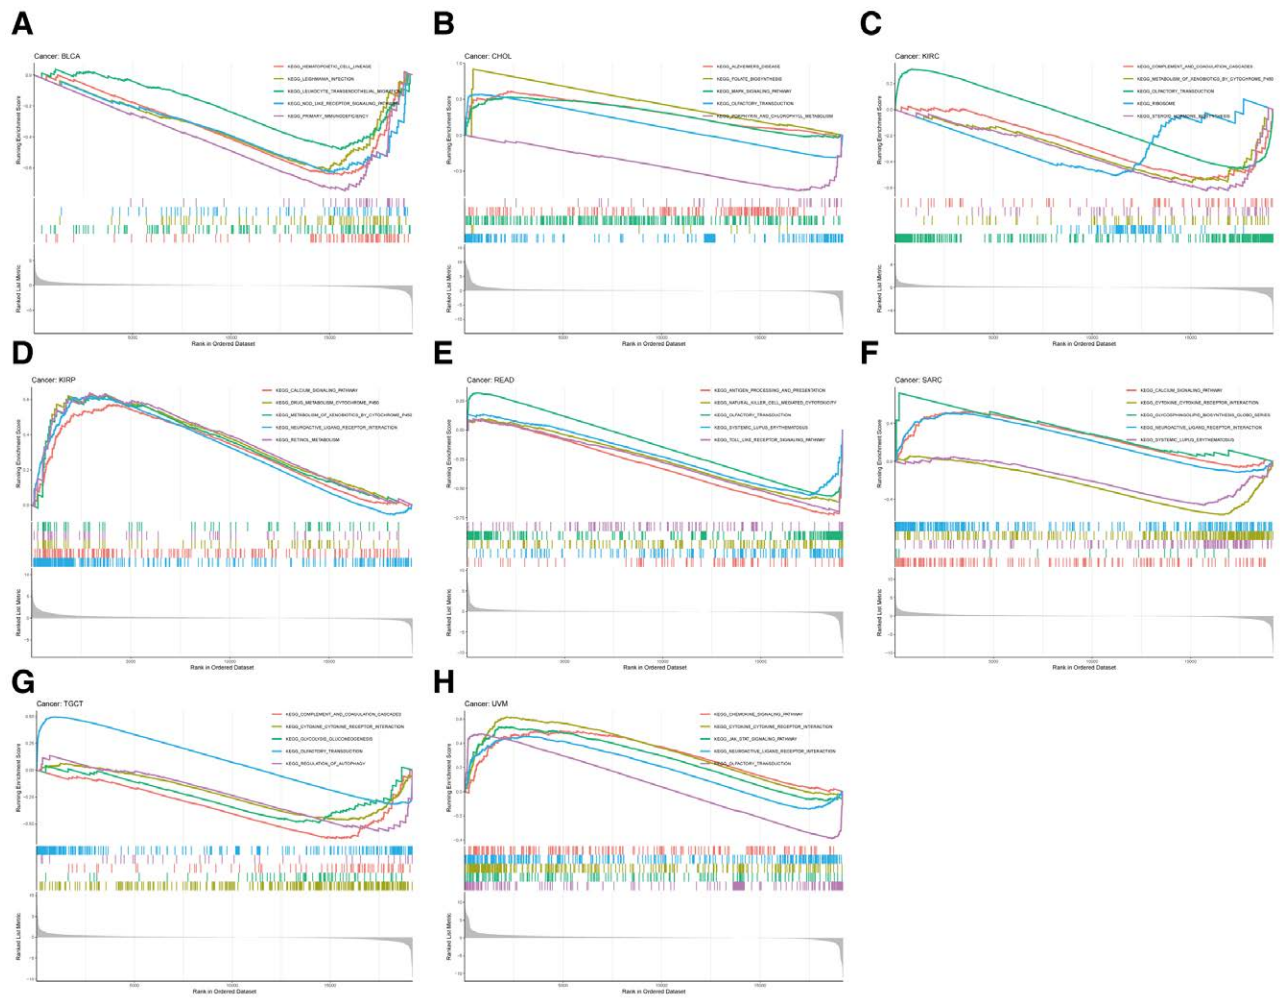 A
B
C
Cancer: BLCA
Cancer: CHOL
Cancer: KIRC
KEGG_HEMATOPOIETIC_CELL_LINEAGE
KEGG_LEISHMANIA_INFECTION
KEGG_LEUKOCYTE_TRANSENDOTHELIAL_MIGRATION
KEGG_NOD_LIKE_RECEPTOR_SIGNALING_PATHWAY
KEGG_PRIMARY_IMMUNODEFICIENCY
KEGG_ALZHEIMERS_DISEASE
KEGG_FOLATE_BIOSYNTHESIS
KEGG_MAPK_SIGNALING_PATHWAY
KEGG_OLFACTORY_TRANSDUCTION
KEGG_PORPHYRIN_AND_CHLOROPHYLL_METABOLISM
KEGG_COMPLEMENT_AND_COAGULATION_CASCADES
KEGG_METABOLISM_OF_XENOBIOTICS_BY_CYTOCHROME_P450
KEGG_OLFACTORY_TRANSDUCTION
KEGG_RIBOSOME
KEGG_STEROID_HORMONE_BIOSYNTHESIS
Running Enrichment Score
Running Enrichment Score
Running Enrichment Score
Ranked List Metric
Ranked List Metric
Ranked List Metric
Rank in Ordered Dataset
Rank in Ordered Dataset
Rank in Ordered Dataset
D
E
F
Cancer: KIRP
Cancer: READ
Cancer: SARC
KEGG_CALCIUM_SIGNALING_PATHWAY
KEGG_DRUG_METABOLISM_CYTOCHROME_P450
KEGG_METABOLISM_OF_XENOBIOTICS_BY_CYTOCHROME_P450
KEGG_NEUROACTIVE_LIGAND_RECEPTOR_INTERACTION
KEGG_RETINOL_METABOLISM
KEGG_ANTIGEN_PROCESSING_AND_PRESENTATION
KEGG_NATURAL_KILLER_CELL_MEDIATED_CYTOTOXICITY
KEGG_OLFACTORY_TRANSDUCTION
KEGG_SYSTEMIC_LUPUS_ERYTHEMATOSUS
KEGG_TOLL_LIKE_RECEPTOR_SIGNALING_PATHWAY
KEGG_CALCIUM_SIGNALING_PATHWAY
KEGG_CYTOKINE_CYTOKINE_RECEPTOR_INTERACTION
KEGG_GLYCOSPHINGOLIPID_BIOSYNTHESIS_GLOBO_SERIES
KEGG_NEUROACTIVE_LIGAND_RECEPTOR_INTERACTION
KEGG_SYSTEMIC_LUPUS_ERYTHEMATOSUS
Running Enrichment Score
Running Enrichment Score
Running Enrichment Score
Ranked List Metric
Ranked List Metric
Ranked List Metric
Rank in Ordered Dataset
Rank in Ordered Dataset
Rank in Ordered Dataset
G
H
Cancer: TGCT
Cancer: UVM
KEGG_COMPLEMENT_AND_COAGULATION_CASCADES
KEGG_CYTOKINE_CYTOKINE_RECEPTOR_INTERACTION
KEGG_GLYCOLYSIS_GLUCONEOGENESIS
KEGG_OLFACTORY_TRANSDUCTION
KEGG_REGULATION_OF_AUTOPHAGY
KEGG_CHEMOKINE_SIGNALING_PATHWAY
KEGG_CYTOKINE_CYTOKINE_RECEPTOR_INTERACTION
KEGG_JAK_STAT_SIGNALING_PATHWAY
KEGG_NEUROACTIVE_LIGAND_RECEPTOR_INTERACTION
KEGG_OLFACTORY_TRANSDUCTION
Running Enrichment Score
Running Enrichment Score
Ranked List Metric
Ranked List Metric
Rank in Ordered Dataset
Rank in Ordered Dataset